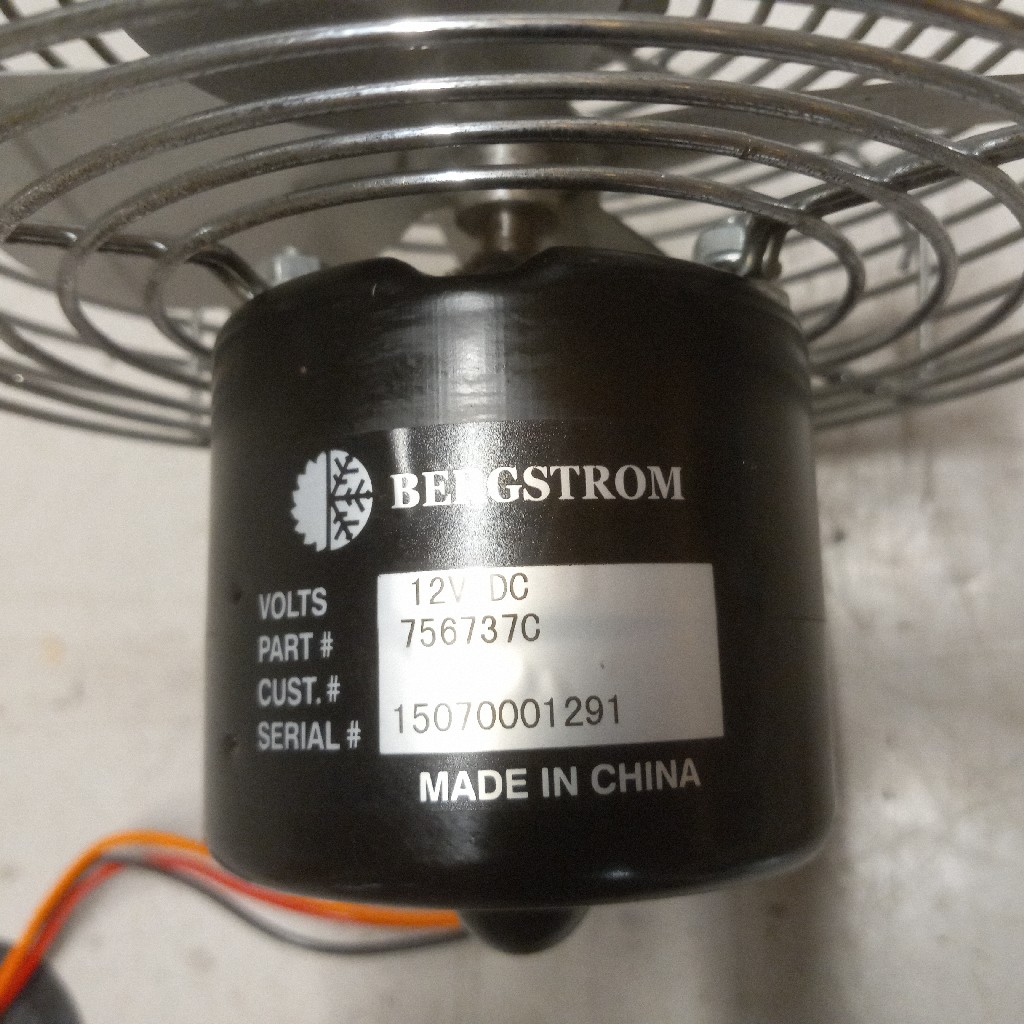 BERGSTROM
VOLTS 12V DC
PART # 756737C
CUST. #
SERIAL # 15070001291
MADE IN CHINA